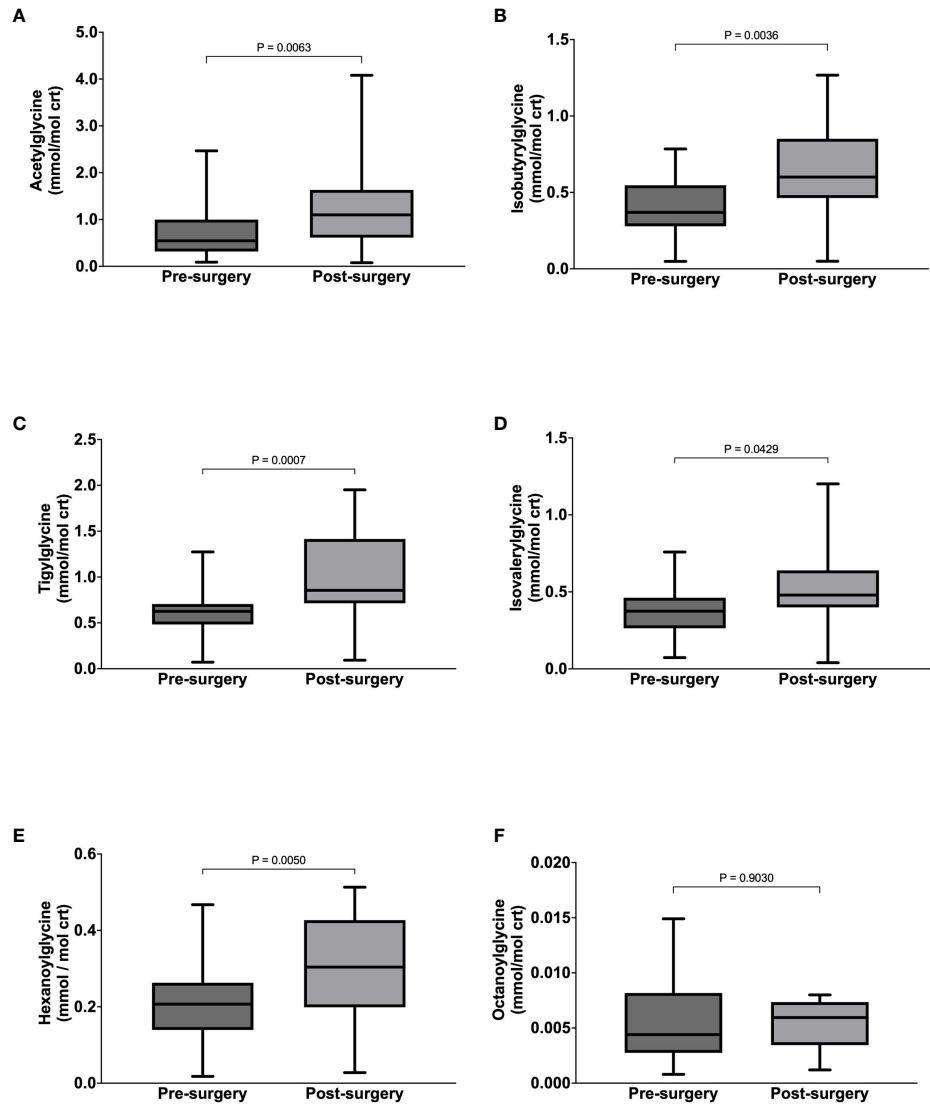 A
Acetylglycine
(mmol/mol crt)
5.0
4.0
3.0
2.0
1.0
0.0
P = 0.0063
Pre-surgery
Post-surgery
B
Isobutyrylglycine
(mmol/mol crt)
1.5
1.0
0.5
0.0
P = 0.0036
Pre-surgery
Post-surgery
C
Tigylglycine
(mmol/mol crt)
2.5
2.0
1.5
1.0
0.5
0.0
P = 0.0007
Pre-surgery
Post-surgery
D
Isovalerylglycine
(mmol/mol crt)
1.5
1.0
0.5
0.0
P = 0.0429
Pre-surgery
Post-surgery
E
Hexanoylglycine
(mmol / mol crt)
0.6
0.4
0.2
0.0
P = 0.0050
Pre-surgery
Post-surgery
F
Octanoylglycine
(mmol/mol crt)
0.020
0.015
0.010
0.005
0.000
P = 0.9030
Pre-surgery
Post-surgery